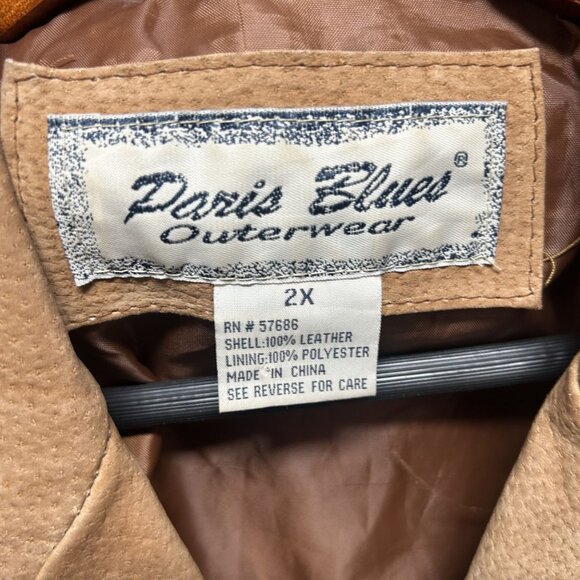 Paris Blues ®
Outerwear
2X
RN # 57686
SHELL:100% LEATHER
LINING:100% POLYESTER
MADE IN CHINA
SEE REVERSE FOR CARE